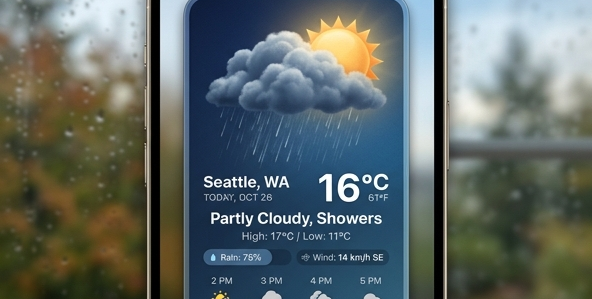 Seattle, WA
TODAY, OCT 26
16°C
61°F
Partly Cloudy, Showers
High: 17°C / Low: 11°C
Rain: 75%
Wind: 14 km/h SE
2 PM 3 PM 4 PM 5 PM